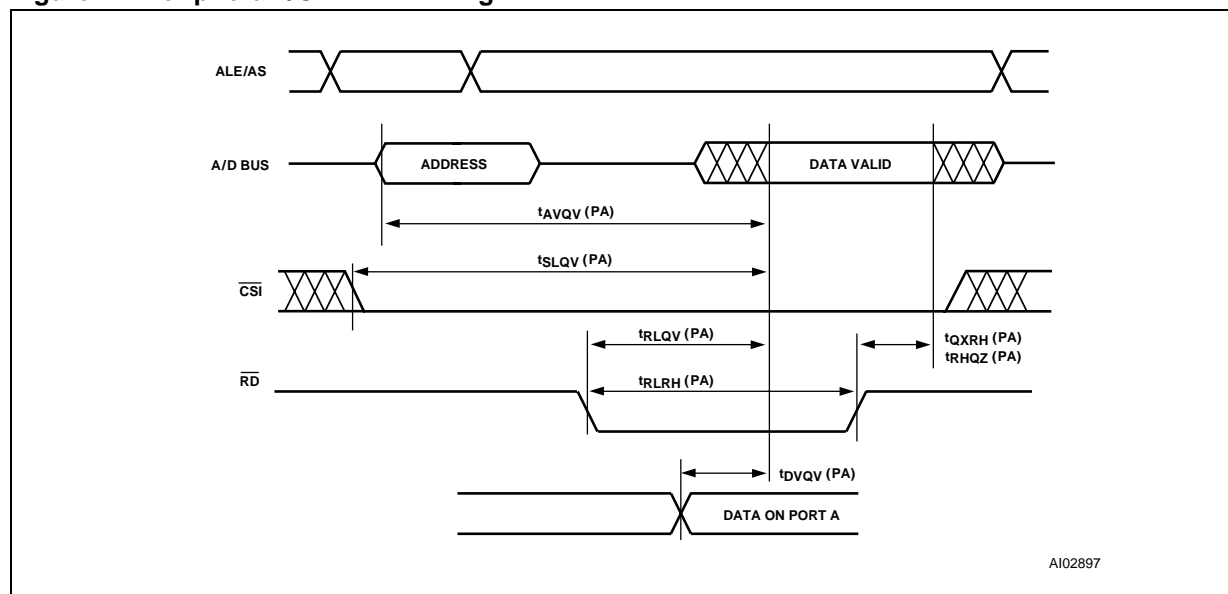 ALE/AS
A/D BUS
ADDRESS
DATA VALID
tAVQV (PA)
tSLQV (PA)
CSI
tRLQV (PA)
tQXRH (PA)
tRHQZ (PA)
RD
tRLRH (PA)
tDVQV (PA)
DATA ON PORT A
AI02897